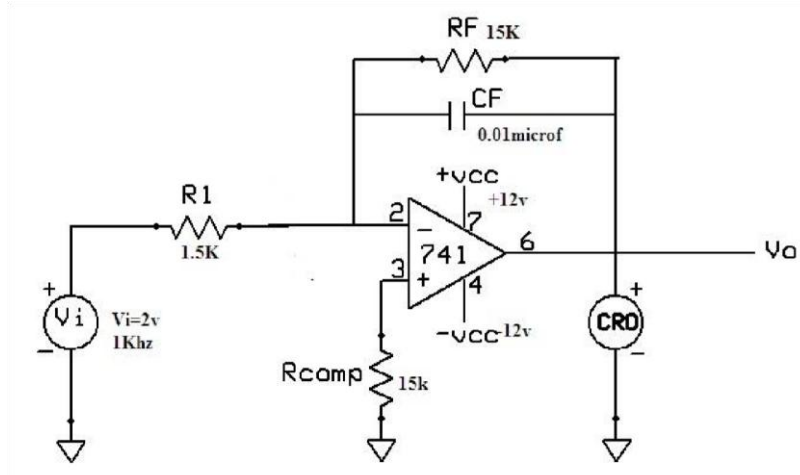 RF 15K
CF
0.01microf
+vcc
+12v
R1
1.5K
2
7
6
Vo
741
3
4
-vcc-12v
+
Vi
-
Vi=2v
1Khz
+
CRO
-
Rcomp
15k